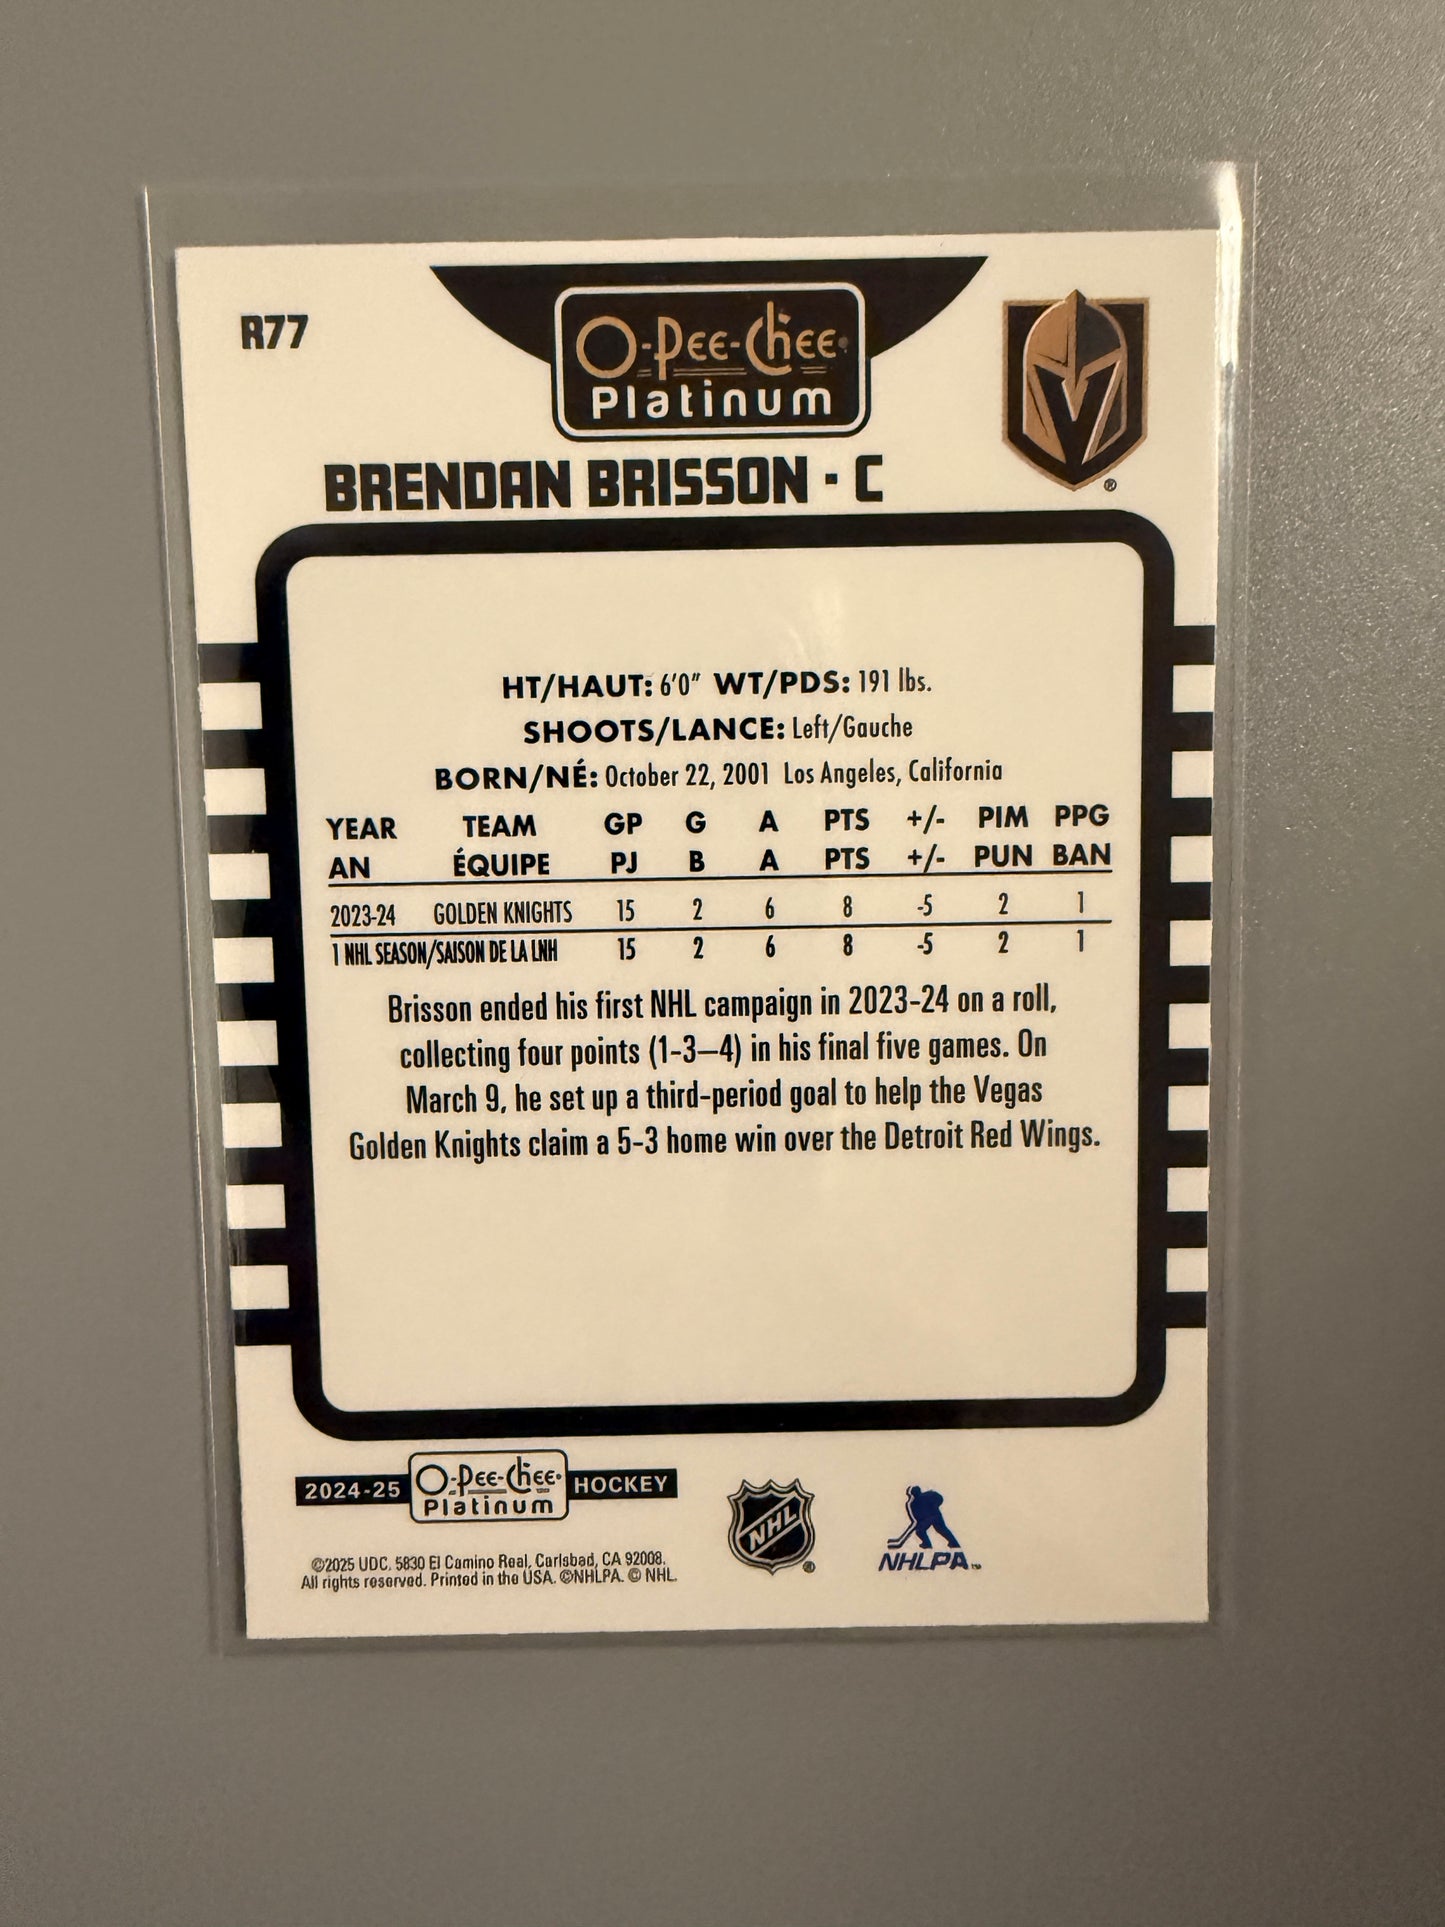 R77
O-Pee-Chee
Platinum
BRENDAN BRISSON · C
HT/HAUT: 6'0" WT/PDS: 191 lbs.
SHOOTS/LANCE: Left/Gauche
BORN/NÉ: October 22, 2001 Los Angeles, California
YEAR TEAM GP G A PTS +/- PIM PPG
AN ÉQUIPE PJ B A PTS +/- PUN BAN
2023-24 GOLDEN KNIGHTS 15 2 6 8 -5 2 1
1 NHL SEASON/SAISON DE LA LNH 15 2 6 8 -5 2 1
Brisson ended his first NHL campaign in 2023-24 on a roll,
collecting four points (1-3—4) in his final five games. On
March 9, he set up a third-period goal to help the Vegas
Golden Knights claim a 5-3 home win over the Detroit Red Wings.
2024-25 O-Pee-Chee Platinum HOCKEY
NHL ®
NHLPA™
©2025 UDC. 5830 El Camino Real, Carlsbad, CA 92008.
All rights reserved. Printed in the USA. ©NHLPA. © NHL.